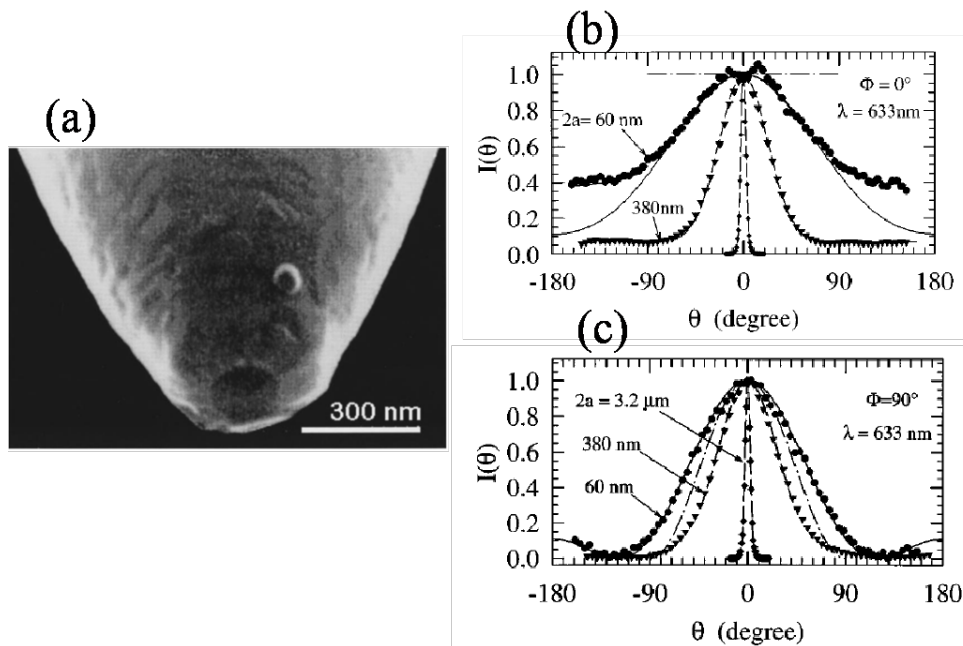 (a)
300 nm
(b)
I(θ)
1.0
0.8
0.6
0.4
0.2
0.0
Φ = 0°
λ = 633nm
2a= 60 nm
380nm
-180 -90 0 90 180
θ (degree)
(c)
I(θ)
1.0
0.8
0.6
0.4
0.2
0.0
Φ=90°
λ = 633 nm
2a = 3.2 μm
380 nm
60 nm
-180 -90 0 90 180
θ (degree)